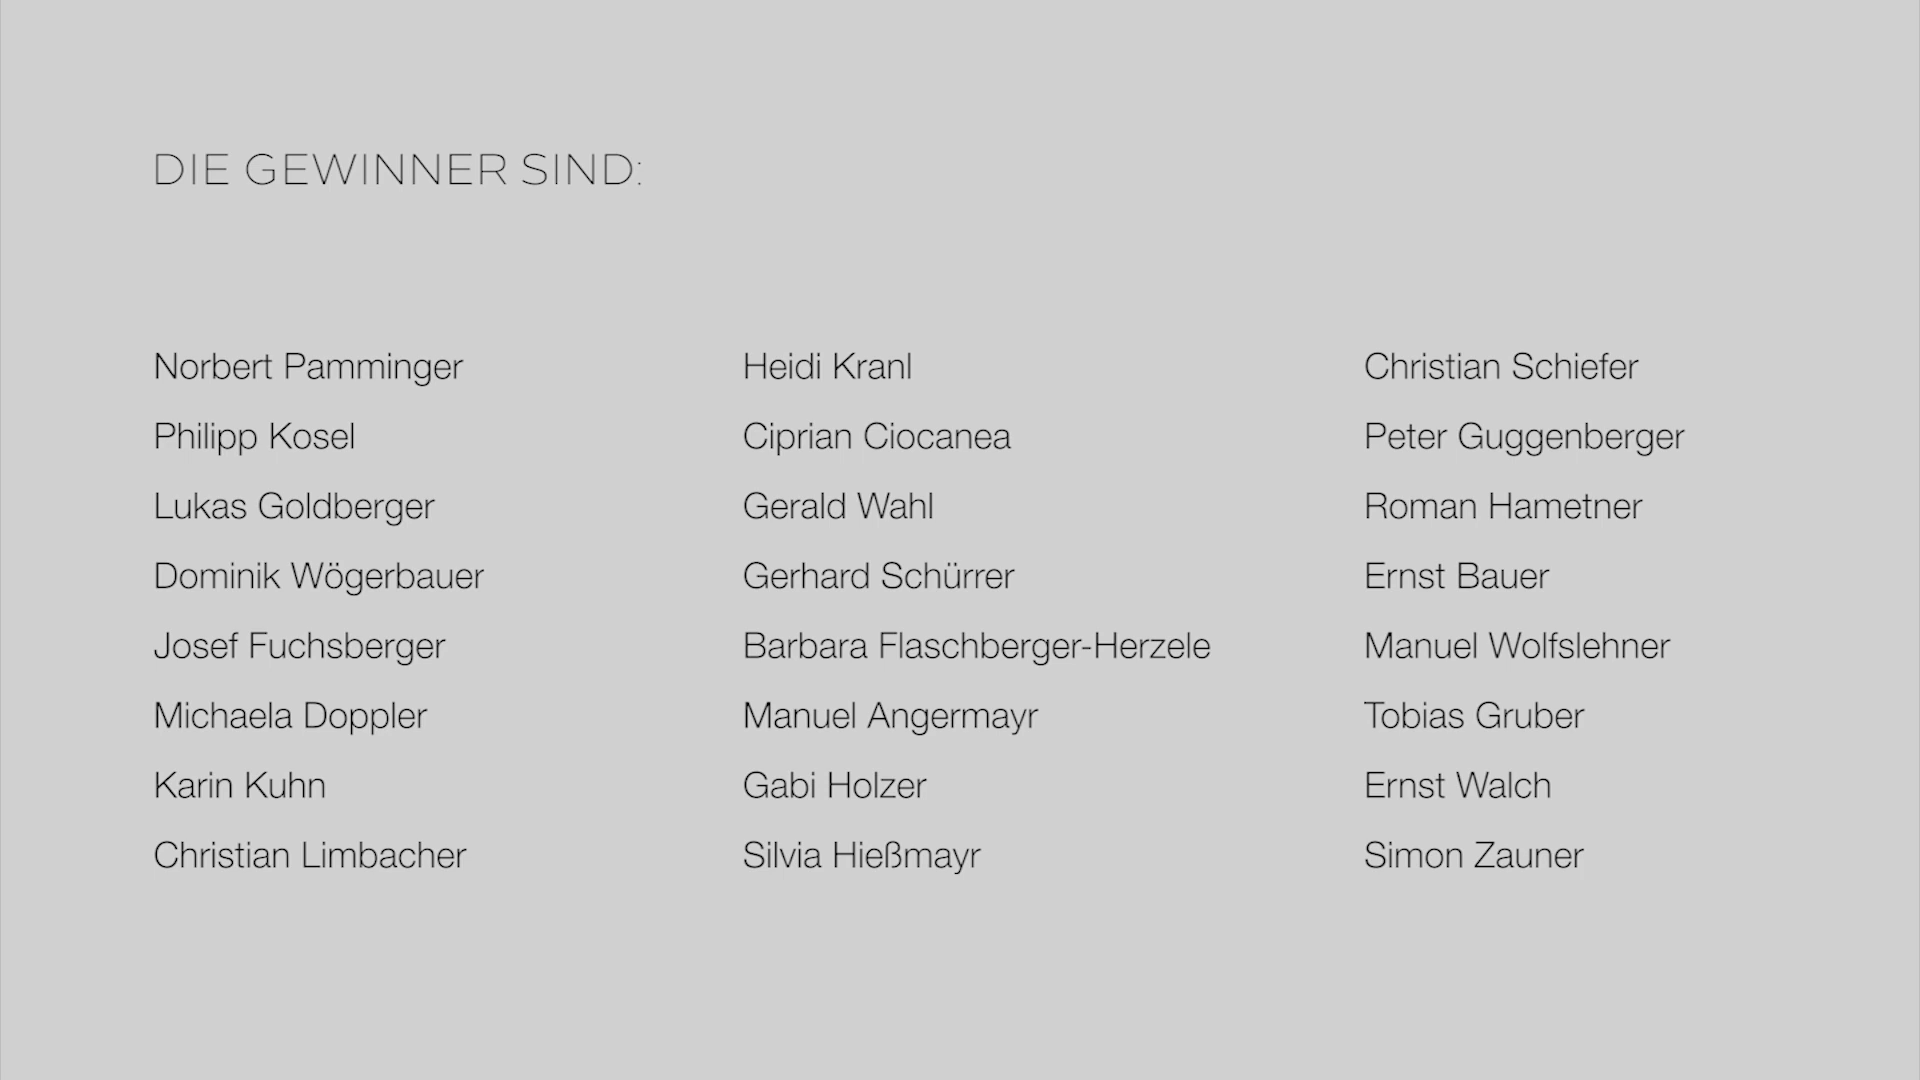 DIE GEWINNER SIND:
Norbert Pamminger
Philipp Kosel
Lukas Goldberger
Dominik Wögerbauer
Josef Fuchsberger
Michaela Doppler
Karin Kuhn
Christian Limbacher
Heidi Kranl
Ciprian Ciocanea
Gerald Wahl
Gerhard Schürrer
Barbara Flaschberger-Herzele
Manuel Angermayr
Gabi Holzer
Silvia Hießmayr
Christian Schiefer
Peter Guggenberger
Roman Hametner
Ernst Bauer
Manuel Wolfslehner
Tobias Gruber
Ernst Walch
Simon Zauner